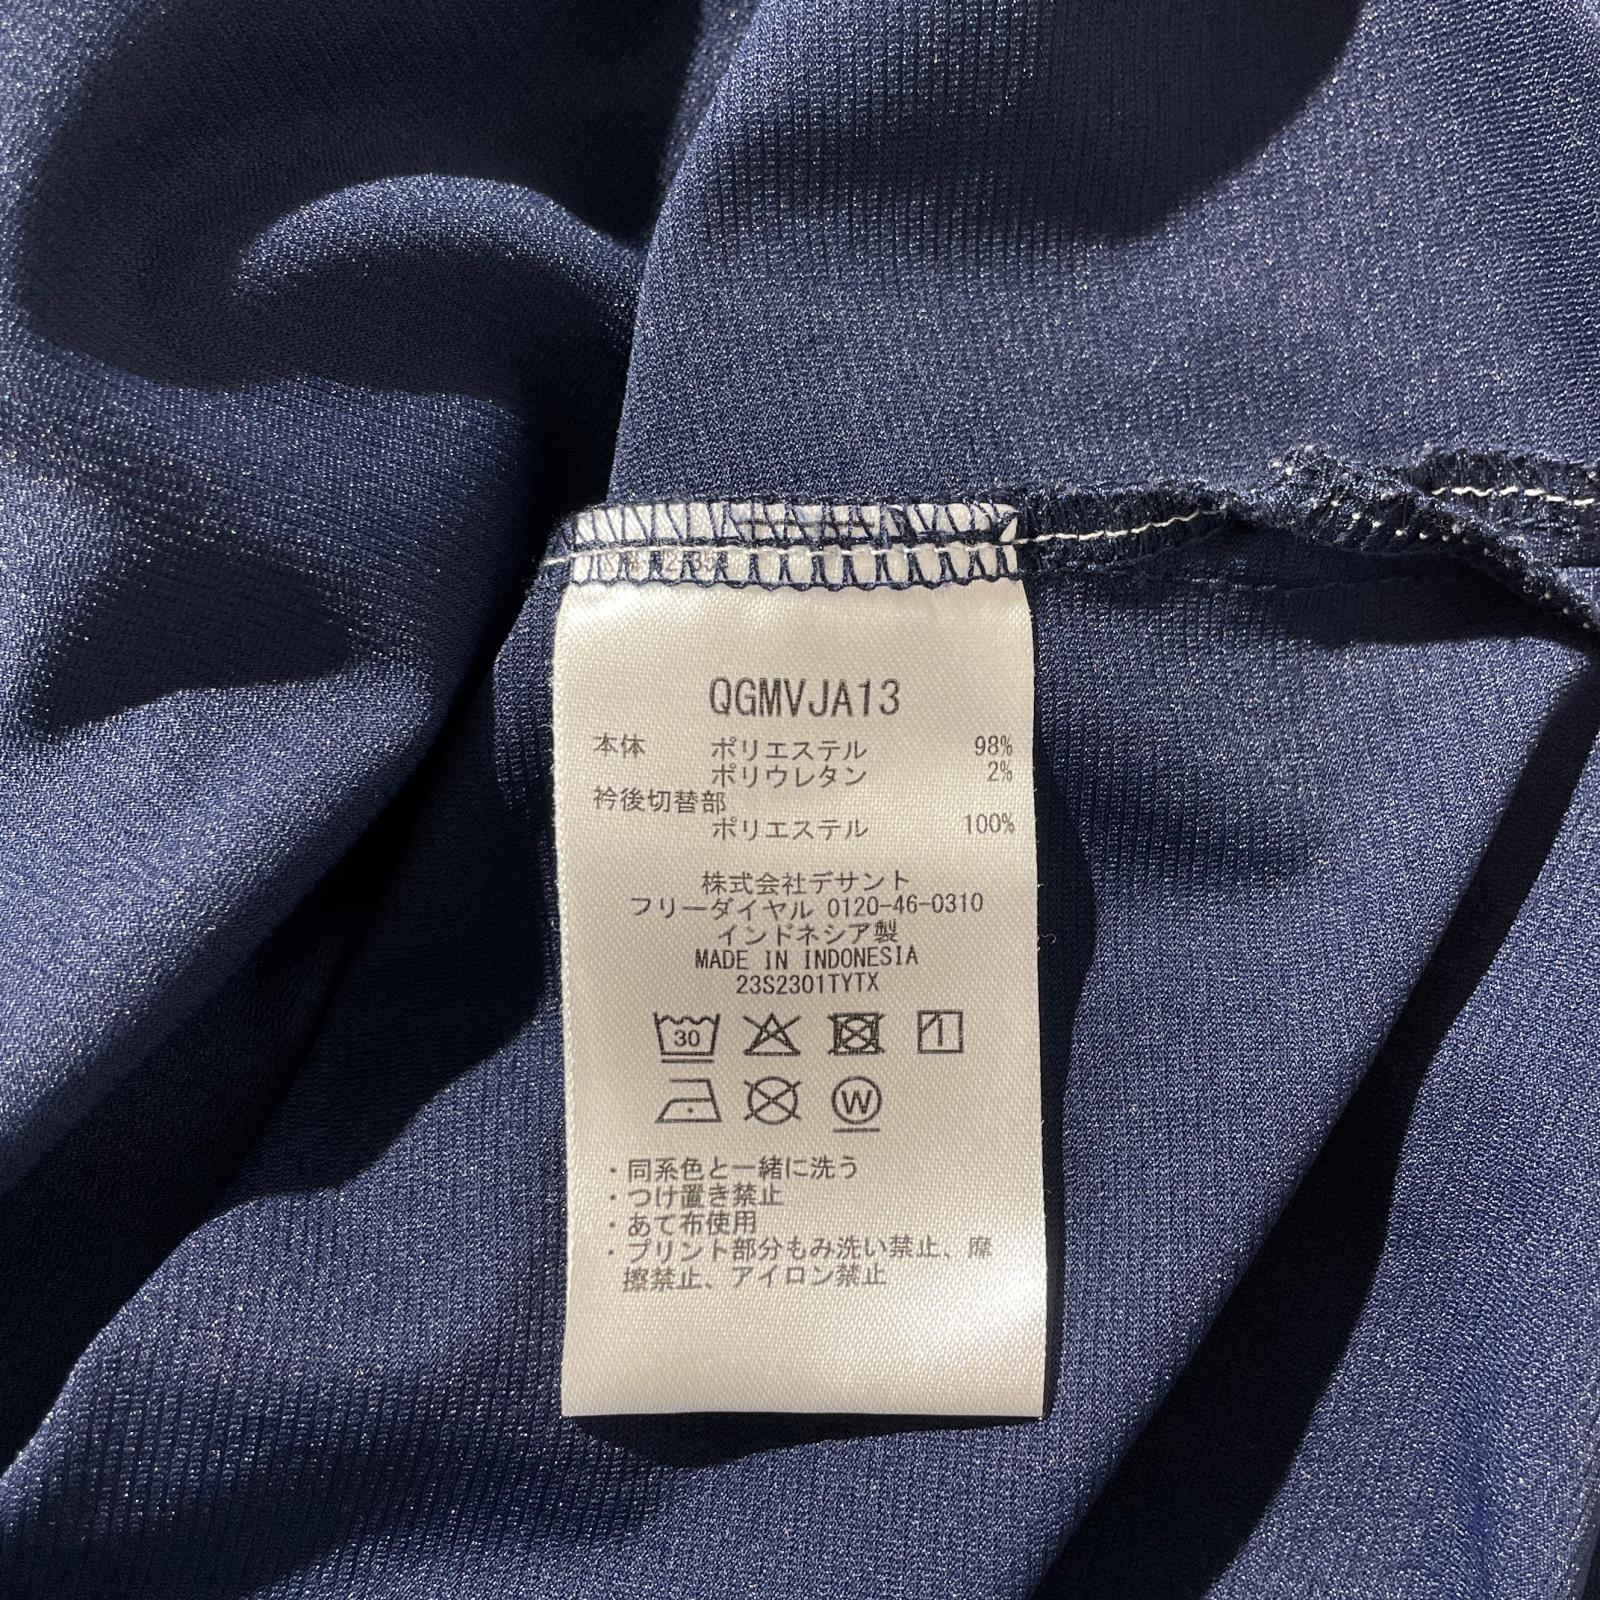 QGMVJA13
本体 ポリエステル 98%
ポリウレタン 2%
衿後切替部
ポリエステル 100%
株式会社デサント
フリーダイヤル 0120-46-0310
インドネシア製
MADE IN INDONESIA
23S2301TYTX
30
W
・同系色と一緒に洗う
・つけ置き禁止
・あて布使用
・プリント部分もみ洗い禁止、摩
擦禁止、アイロン禁止